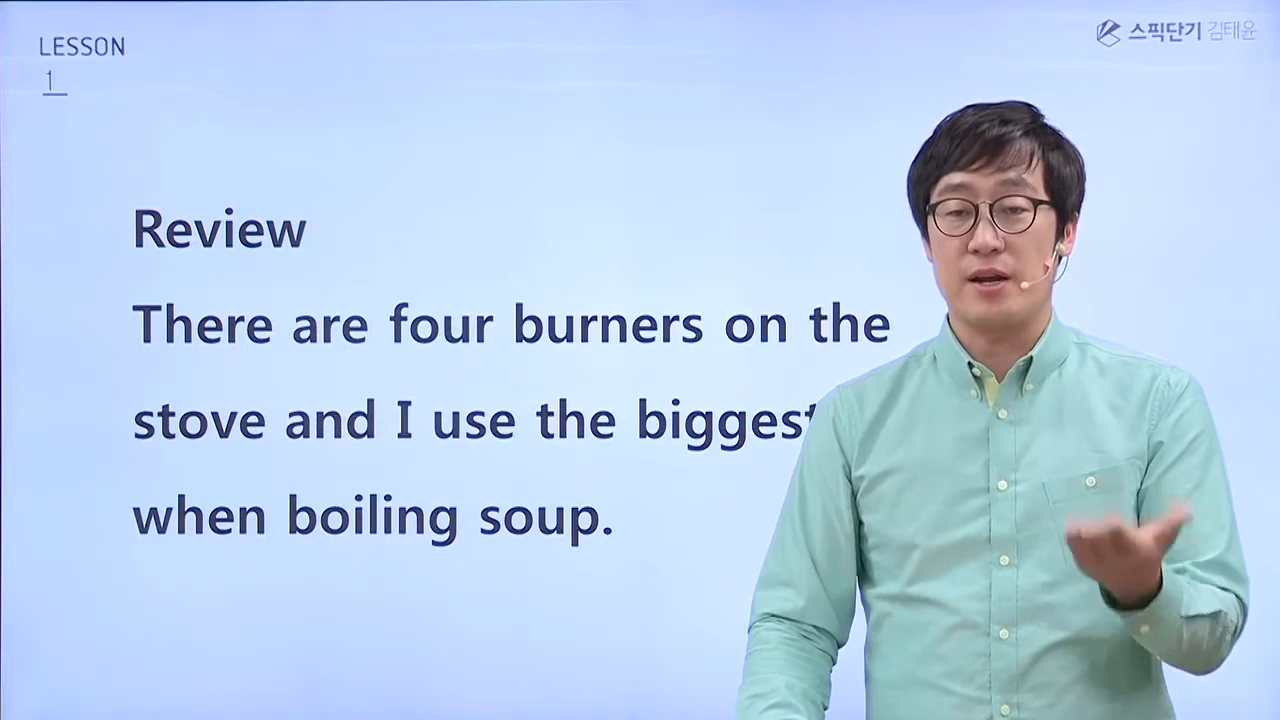 LESSON
1
스픽단기 김태윤
Review
There are four burners on the
stove and I use the biggest
when boiling soup.